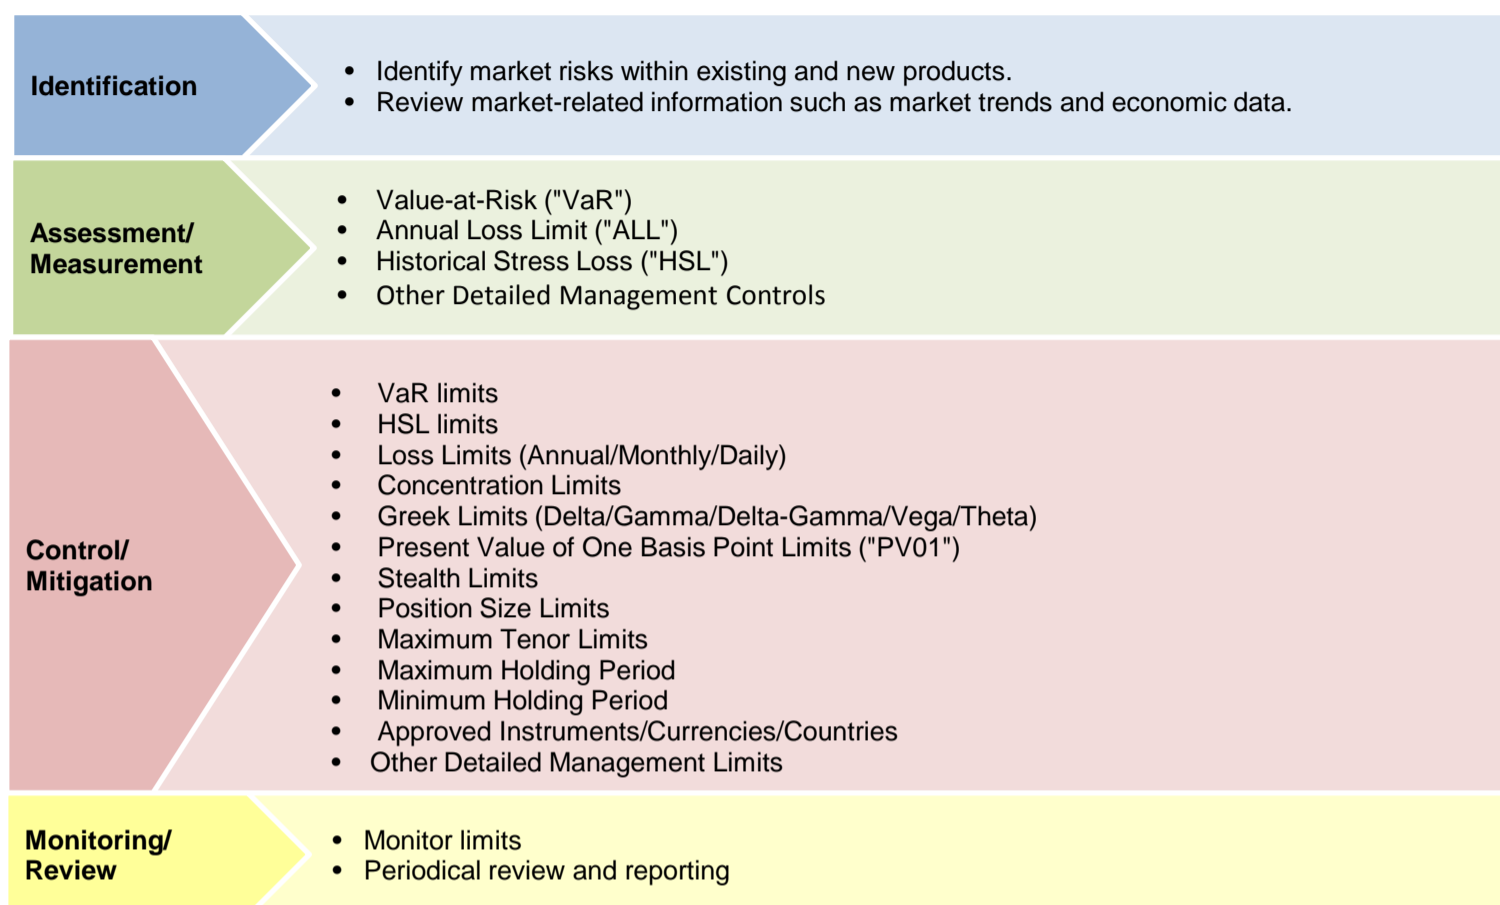 Identification
• Identify market risks within existing and new products.
• Review market-related information such as market trends and economic data.
Assessment/
Measurement
• Value-at-Risk ("VaR")
• Annual Loss Limit ("ALL")
• Historical Stress Loss ("HSL")
• Other Detailed Management Controls
Control/
Mitigation
• VaR limits
• HSL limits
• Loss Limits (Annual/Monthly/Daily)
• Concentration Limits
• Greek Limits (Delta/Gamma/Delta-Gamma/Vega/Theta)
• Present Value of One Basis Point Limits ("PV01")
• Stealth Limits
• Position Size Limits
• Maximum Tenor Limits
• Maximum Holding Period
• Minimum Holding Period
• Approved Instruments/Currencies/Countries
• Other Detailed Management Limits
Monitoring/
Review
• Monitor limits
• Periodical review and reporting